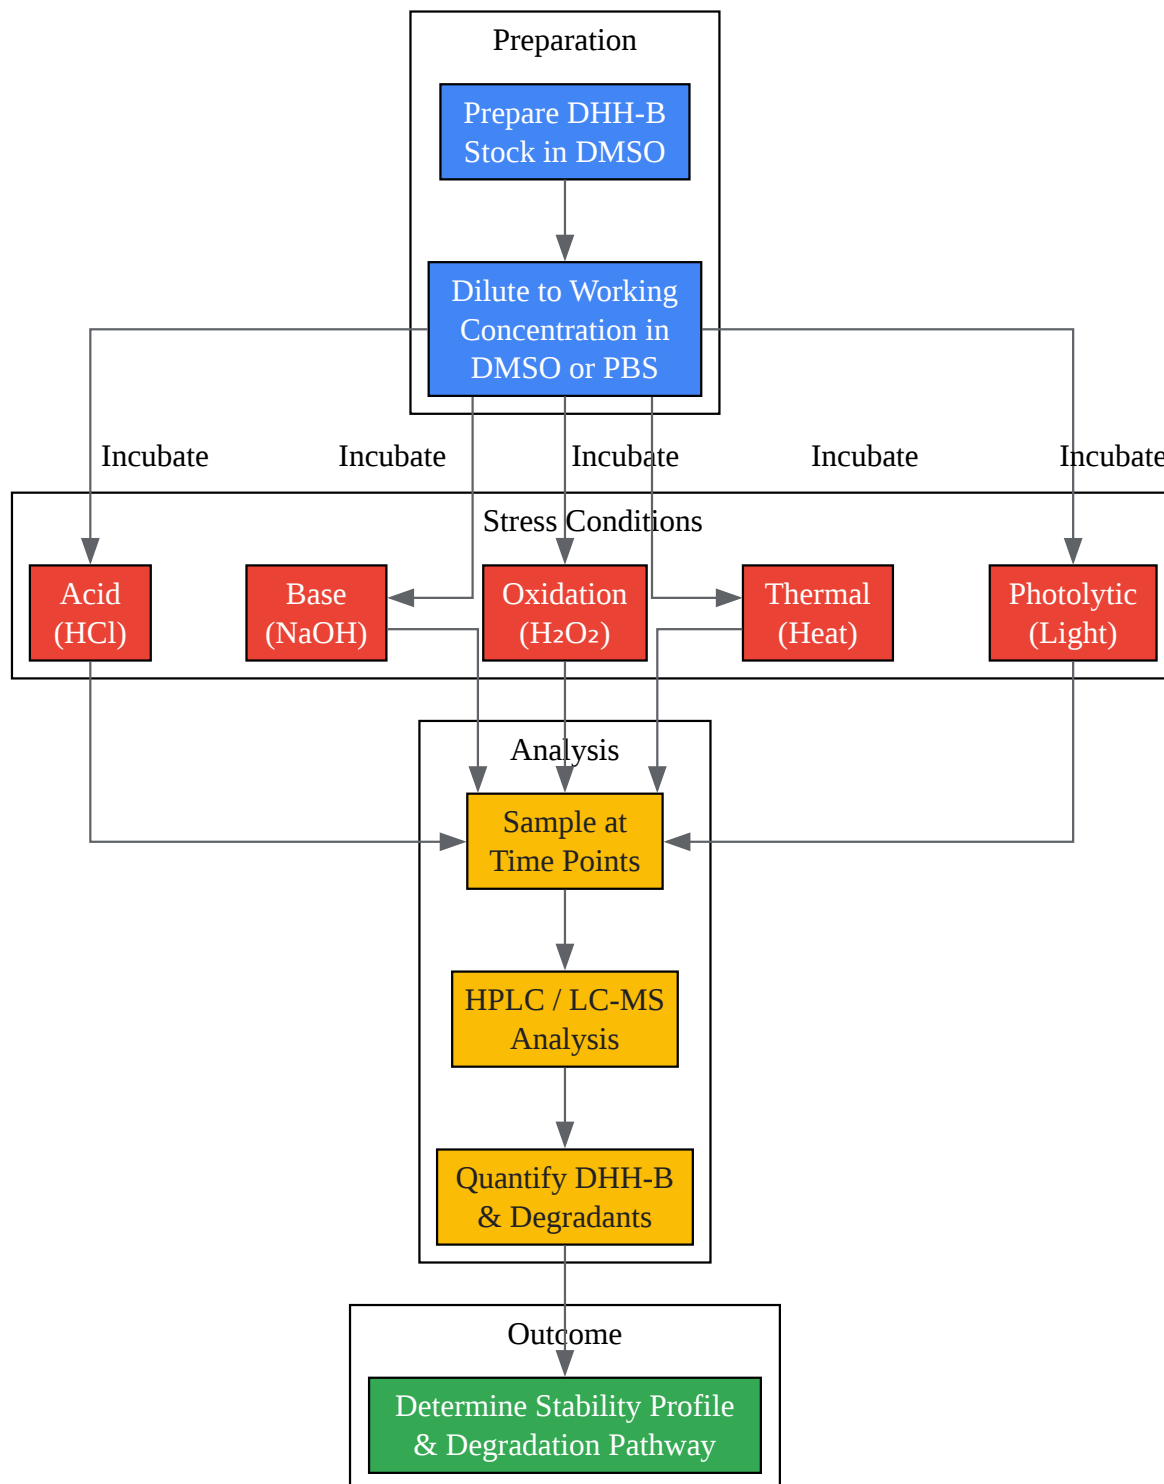 Preparation
Prepare DHH-B
Stock in DMSO
Dilute to Working
Concentration in
DMSO or PBS
Incubate
Incubate
Incubate
Incubate
Incubate
Stress Conditions
Acid
(HCl)
Base
(NaOH)
Oxidation
(H₂O₂)
Thermal
(Heat)
Photolytic
(Light)
Analysis
Sample at
Time Points
HPLC / LC-MS
Analysis
Quantify DHH-B
& Degradants
Outcome
Determine Stability Profile
& Degradation Pathway